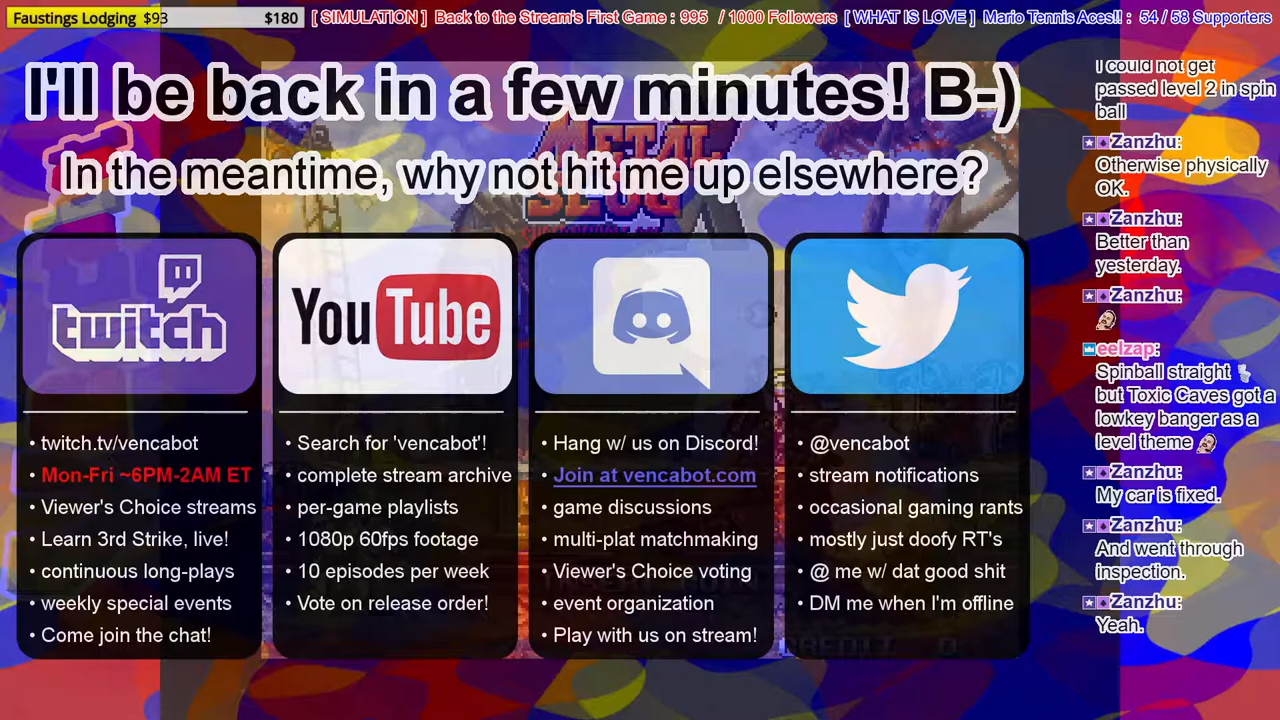 Faustings Lodging $93 $180 [ SIMULATION ] Back to the Stream's First Game : 995 / 1000 Followers [ WHAT IS LOVE ] Mario Tennis Aces!! : 54 / 58 Supporters
I'll be back in a few minutes! B-)
In the meantime, why not hit me up elsewhere?
METAL
SLUG X
twitch
• twitch.tv/vencabot
• Mon-Fri ~6PM-2AM ET
• Viewer's Choice streams
• Learn 3rd Strike, live!
• continuous long-plays
• weekly special events
• Come join the chat!
YouTube
• Search for 'vencabot'!
• complete stream archive
• per-game playlists
• 1080p 60fps footage
• 10 episodes per week
• Vote on release order!
• Hang w/ us on Discord!
• Join at vencabot.com
• game discussions
• multi-plat matchmaking
• Viewer's Choice voting
• event organization
• Play with us on stream!
• @vencabot
• stream notifications
• occasional gaming rants
• mostly just doofy RT's
• @ me w/ dat good shit
• DM me when I'm offline
CREDIT 0
I could not get
passed level 2 in spin
ball
Zanzhu:
Otherwise physically
OK.
Zanzhu:
Better than
yesterday.
Zanzhu:
eelzap:
Spinball straight
but Toxic Caves got a
lowkey banger as a
level theme
Zanzhu:
My car is fixed.
Zanzhu:
And went through
inspection.
Zanzhu:
Yeah.